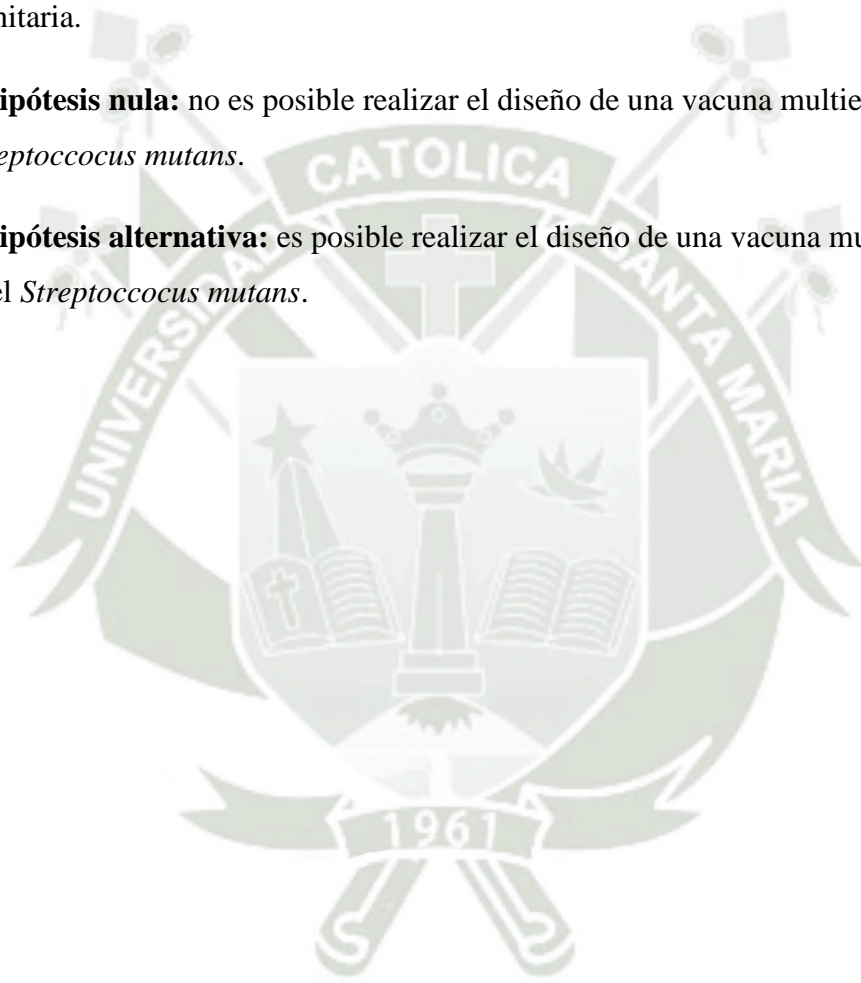 nitaria.
ipótesis nula: no es posible realizar el diseño de una vacuna multie
eptoccocus mutans.
ipótesis alternativa: es posible realizar el diseño de una vacuna mu
el Streptoccocus mutans.
UNIVERSIDAD CATOLICA SANTA MARIA
1961